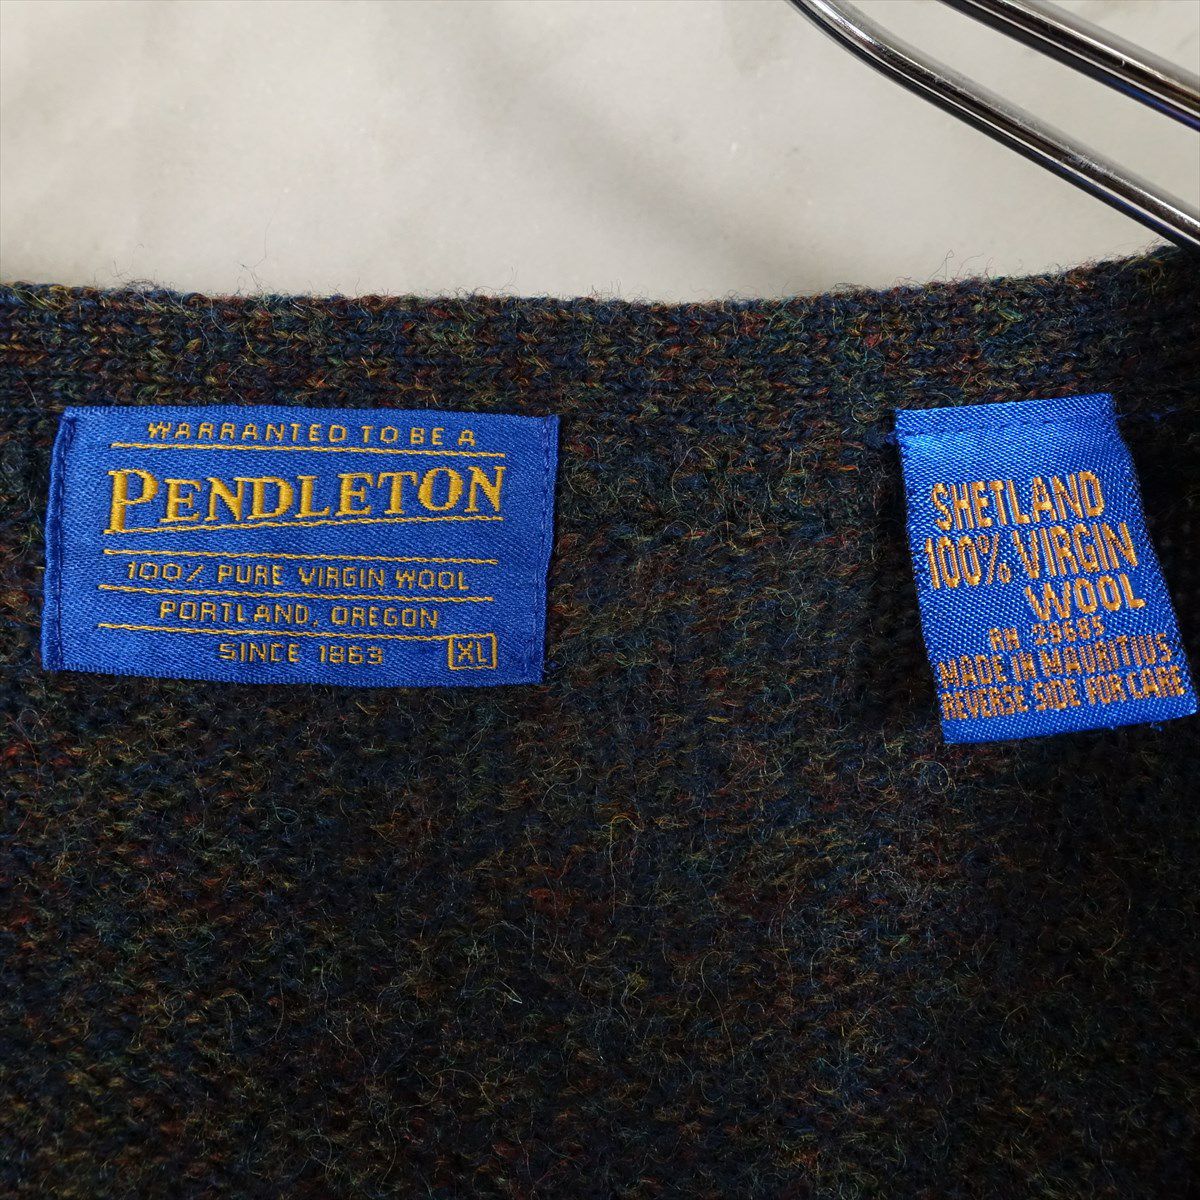 WARRANTED TO BE A
PENDLETON
100% PURE VIRGIN WOOL
PORTLAND, OREGON
SINCE 1863
XL
SHETLAND
100% VIRGIN
WOOL
RN 29685
MADE IN MAURITIUS
REVERSE SIDE FOR CARE